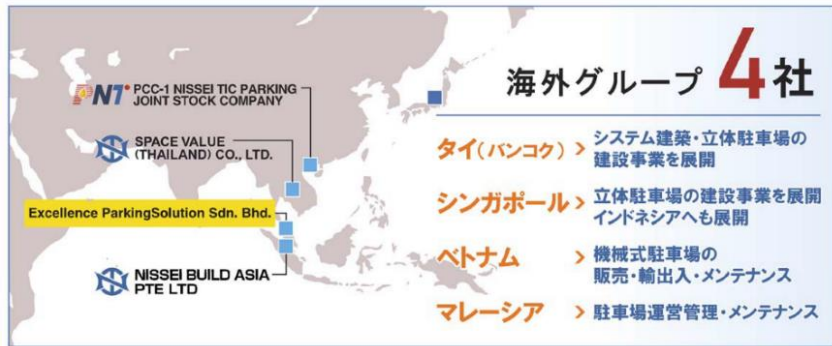 PNT
PCC-1 NISSEI TIC PARKING
JOINT STOCK COMPANY
SPACE VALUE
(THAILAND) CO., LTD.
Excellence ParkingSolution Sdn. Bhd.
NISSEI BUILD ASIA
PTE LTD
海外グループ 4社
タイ(バンコク) > システム建築・立体駐車場の
建設事業を展開
シンガポール > 立体駐車場の建設事業を展開
インドネシアへも展開
ベトナム > 機械式駐車場の
販売・輸出入・メンテナンス
マレーシア > 駐車場運営管理・メンテナンス